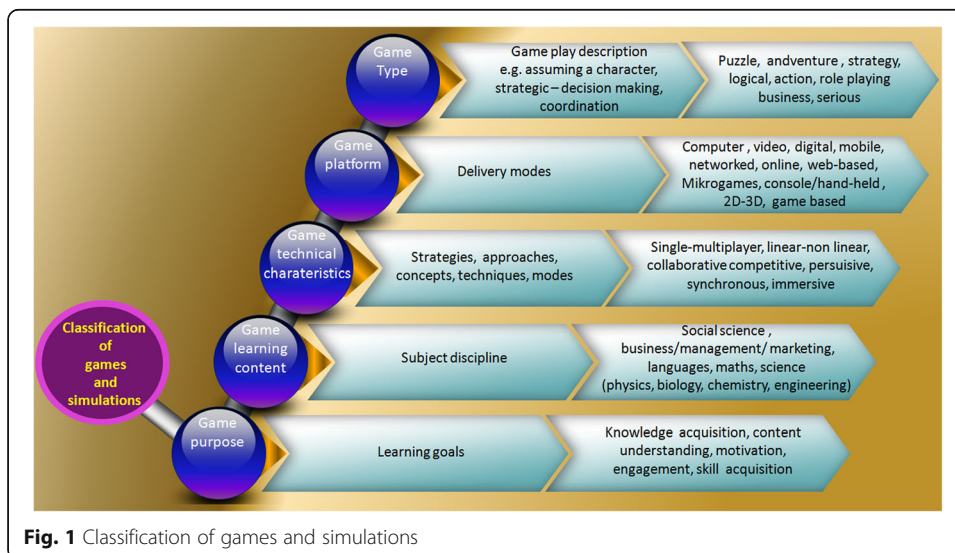 Game
Type
Game play description
e.g. assuming a character,
strategic – decision making,
coordination
Puzzle, andventure , strategy,
logical, action, role playing
business, serious
Game
platform
Delivery modes
Computer , video, digital, mobile,
networked, online, web-based,
Mikrogames, console/hand-held ,
2D-3D, game based
Game
technical
charateristics
Strategies, approaches,
concepts, techniques, modes
Single-multiplayer, linear-non linear,
collaborative competitive, persuisive,
synchronous, immersive
Classification
of
games
and
simulations
Game
learning
content
Subject discipline
Social science ,
business/management/ marketing,
languages, maths, science
(physics, biology, chemistry, engineering)
Game
purpose
Learning goals
Knowledge acquisition, content
understanding, motivation,
engagement, skill acquisition
Fig. 1 Classification of games and simulations